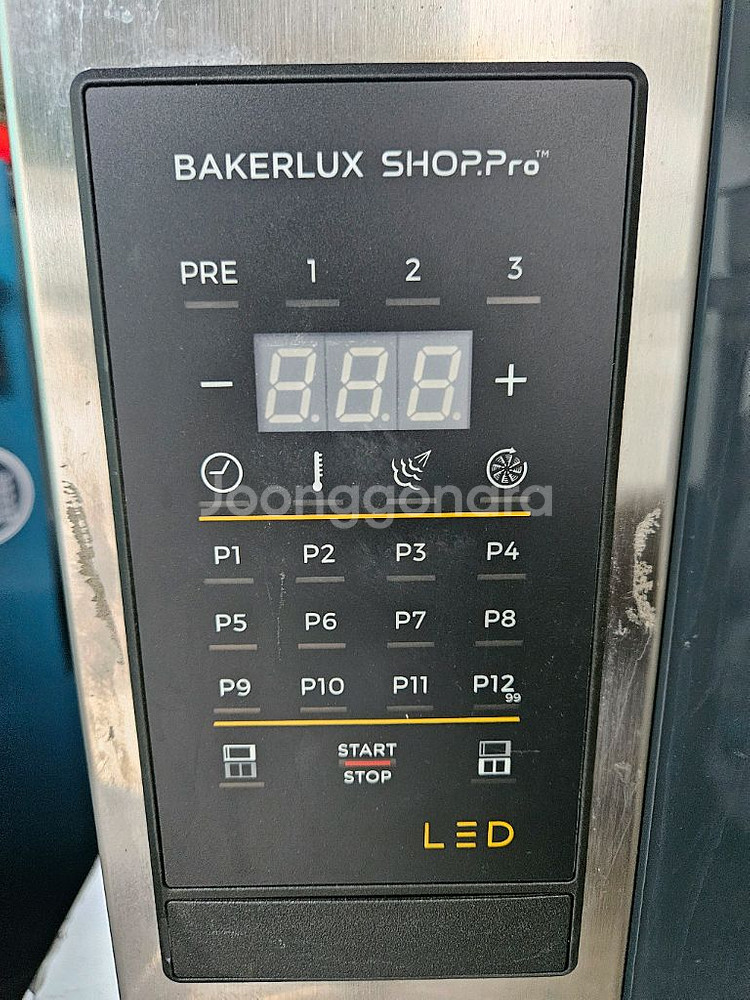 BAKERLUX SHOP.Pro™
PRE 1 2 3
− 8.8.8. +
Joonggonara
P1 P2 P3 P4
P5 P6 P7 P8
P9 P10 P11 P12 99
START
STOP
LED